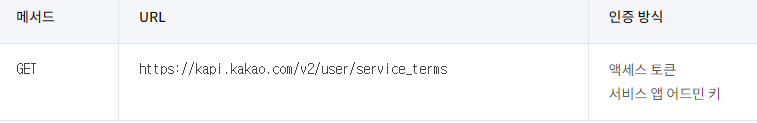 메서드 URL 인증 방식
GET https://kapi.kakao.com/v2/user/service_terms 액세스 토큰
서비스 앱 어드민 키